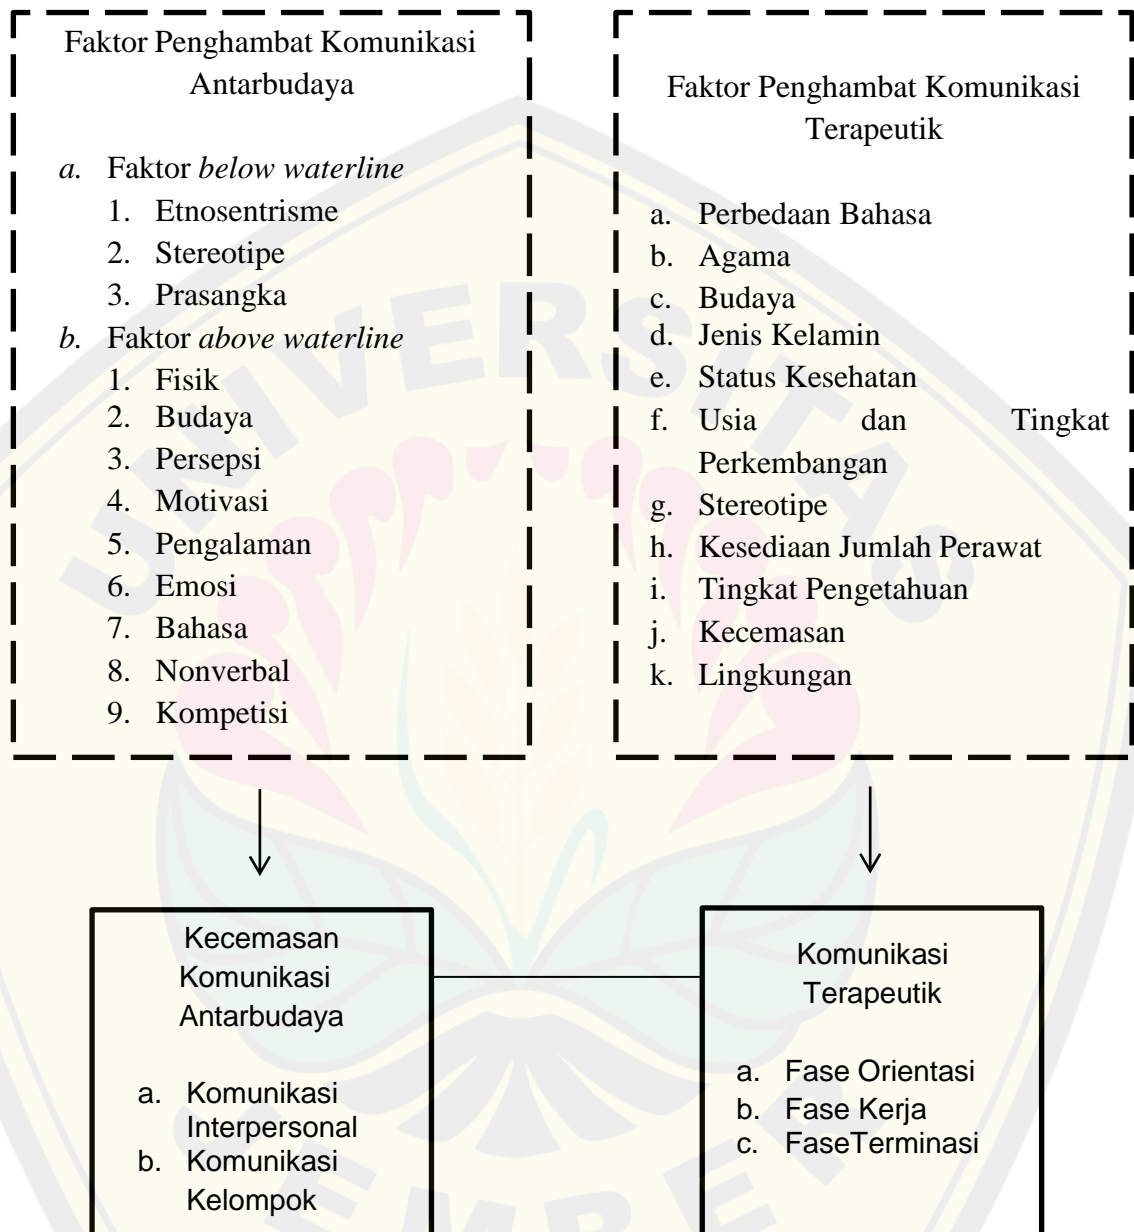 Faktor Penghambat Komunikasi
Antarbudaya
a. Faktor below waterline
1. Etnosentrisme
2. Stereotipe
3. Prasangka
b. Faktor above waterline
1. Fisik
2. Budaya
3. Persepsi
4. Motivasi
5. Pengalaman
6. Emosi
7. Bahasa
8. Nonverbal
9. Kompetisi
Faktor Penghambat Komunikasi
Terapeutik
a. Perbedaan Bahasa
b. Agama
c. Budaya
d. Jenis Kelamin
e. Status Kesehatan
f. Usia dan Tingkat
Perkembangan
g. Stereotipe
h. Kesediaan Jumlah Perawat
i. Tingkat Pengetahuan
j. Kecemasan
k. Lingkungan
Kecemasan
Komunikasi
Antarbudaya
a. Komunikasi
Interpersonal
b. Komunikasi
Kelompok
Komunikasi
Terapeutik
a. Fase Orientasi
b. Fase Kerja
c. FaseTerminasi
UNIVERSITAS